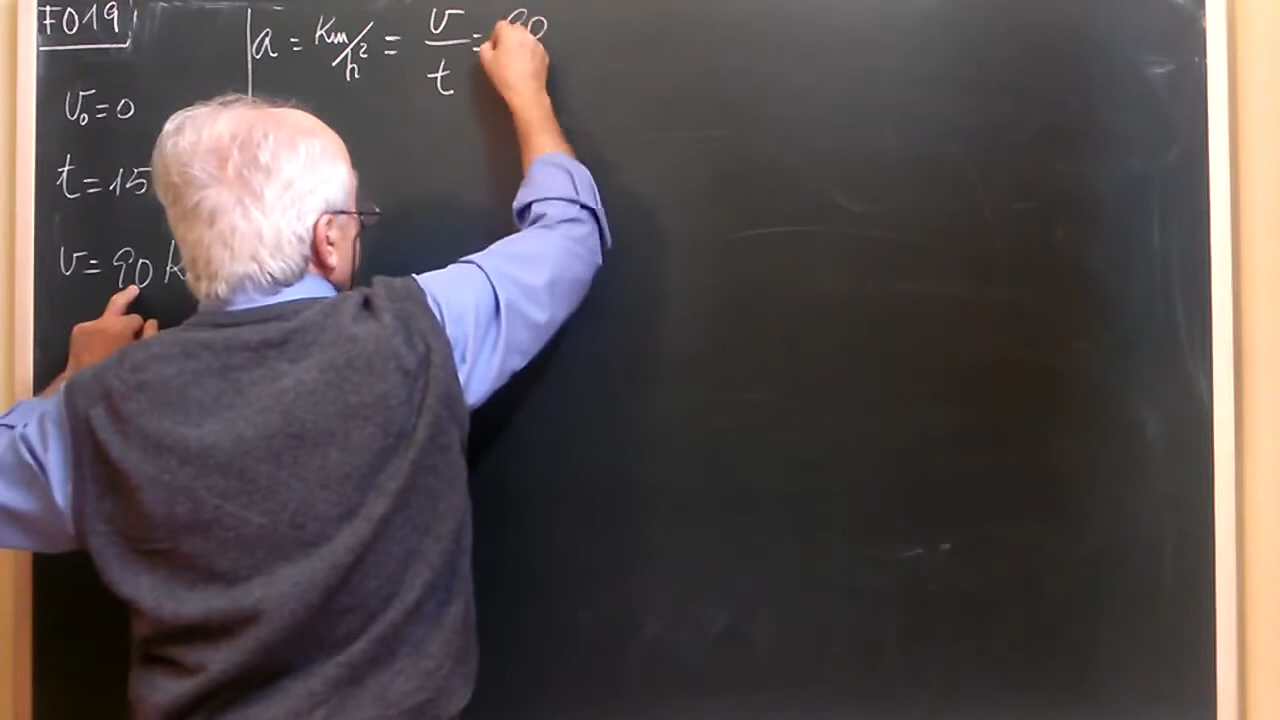 F019
a = Km/h² = v/t = 90
v₀=0
t=15
v=90 k